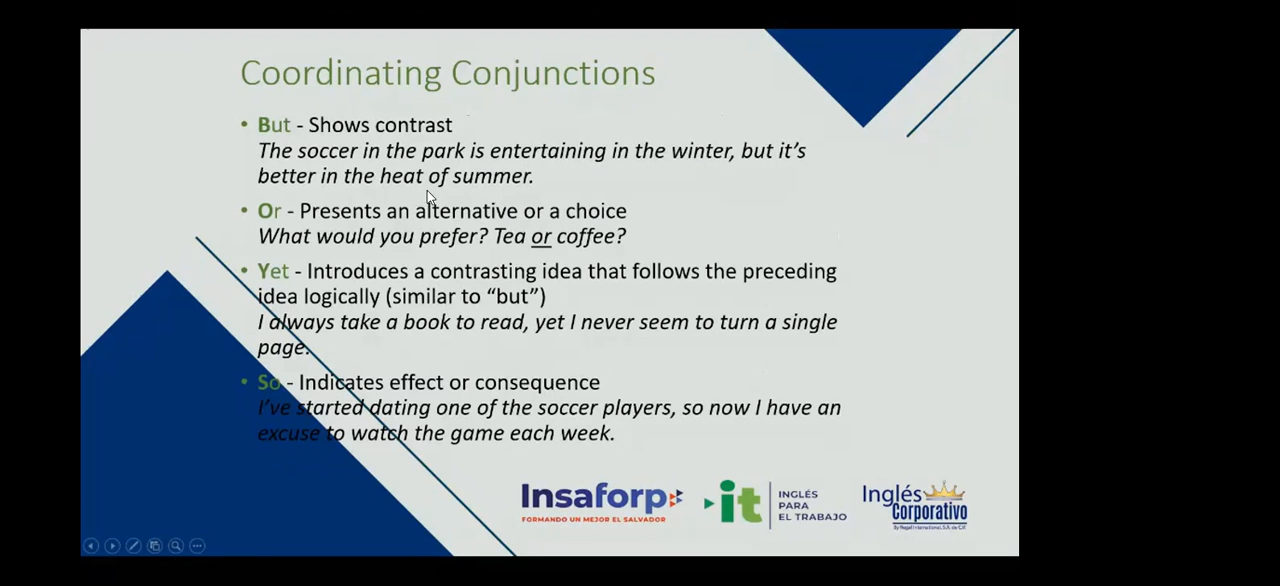 Coordinating Conjunctions
• But - Shows contrast
The soccer in the park is entertaining in the winter, but it's
better in the heat of summer.
• Or - Presents an alternative or a choice
What would you prefer? Tea or coffee?
• Yet - Introduces a contrasting idea that follows the preceding
idea logically (similar to “but”)
I always take a book to read, yet I never seem to turn a single
page.
• So - Indicates effect or consequence
I've started dating one of the soccer players, so now I have an
excuse to watch the game each week.
Insaforp
FORMANDO UN MEJOR EL SALVADOR
it
INGLÉS
PARA
EL TRABAJO
Inglés
Corporativo
By Regal International, S.A. de C.V.